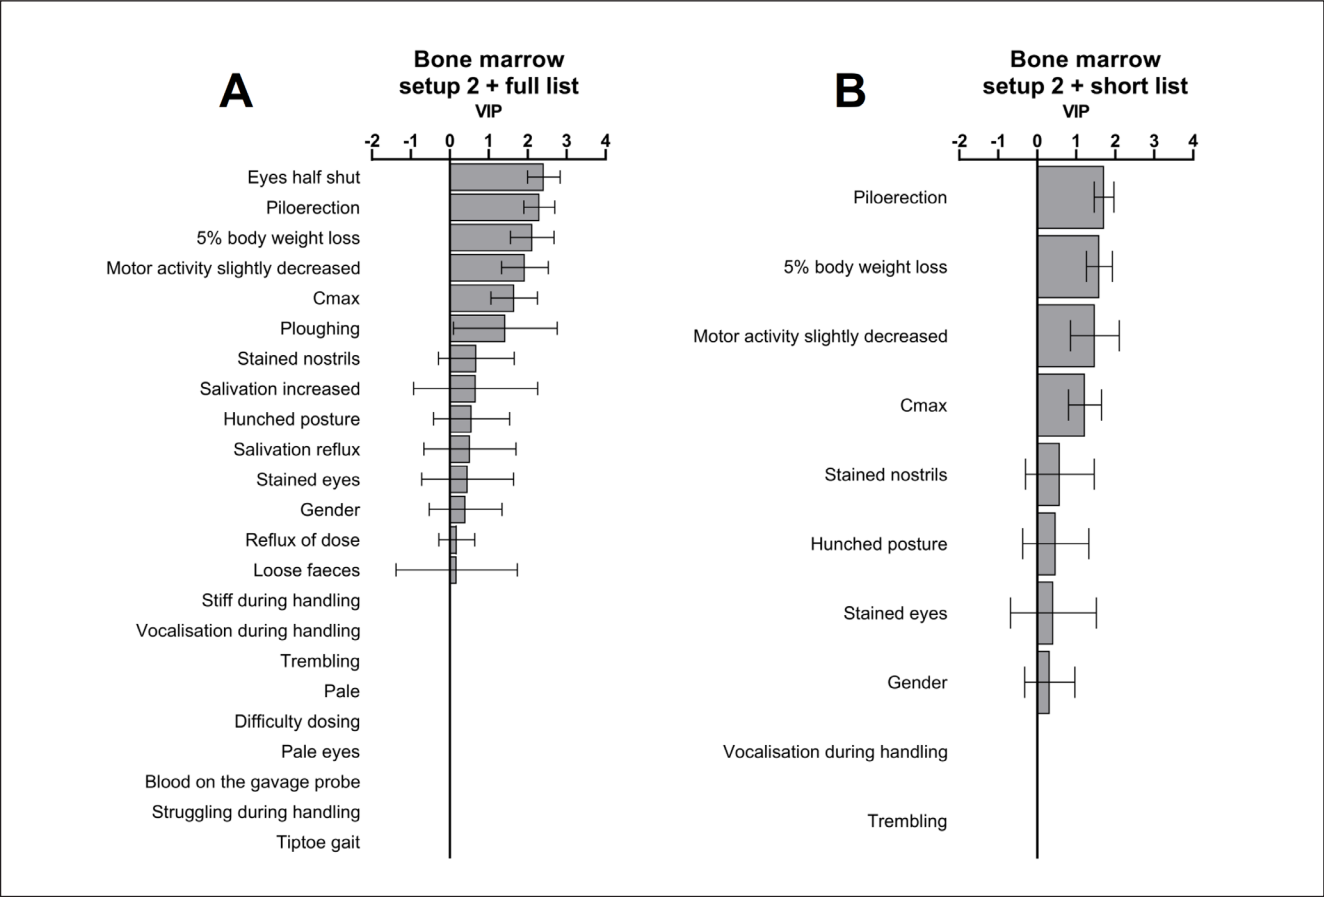 A
Bone marrow
setup 2 + full list
VIP
-2 -1 0 1 2 3 4
Eyes half shut
Piloerection
5% body weight loss
Motor activity slightly decreased
Cmax
Ploughing
Stained nostrils
Salivation increased
Hunched posture
Salivation reflux
Stained eyes
Gender
Reflux of dose
Loose faeces
Stiff during handling
Vocalisation during handling
Trembling
Pale
Difficulty dosing
Pale eyes
Blood on the gavage probe
Struggling during handling
Tiptoe gait
B
Bone marrow
setup 2 + short list
VIP
-2 -1 0 1 2 3 4
Piloerection
5% body weight loss
Motor activity slightly decreased
Cmax
Stained nostrils
Hunched posture
Stained eyes
Gender
Vocalisation during handling
Trembling